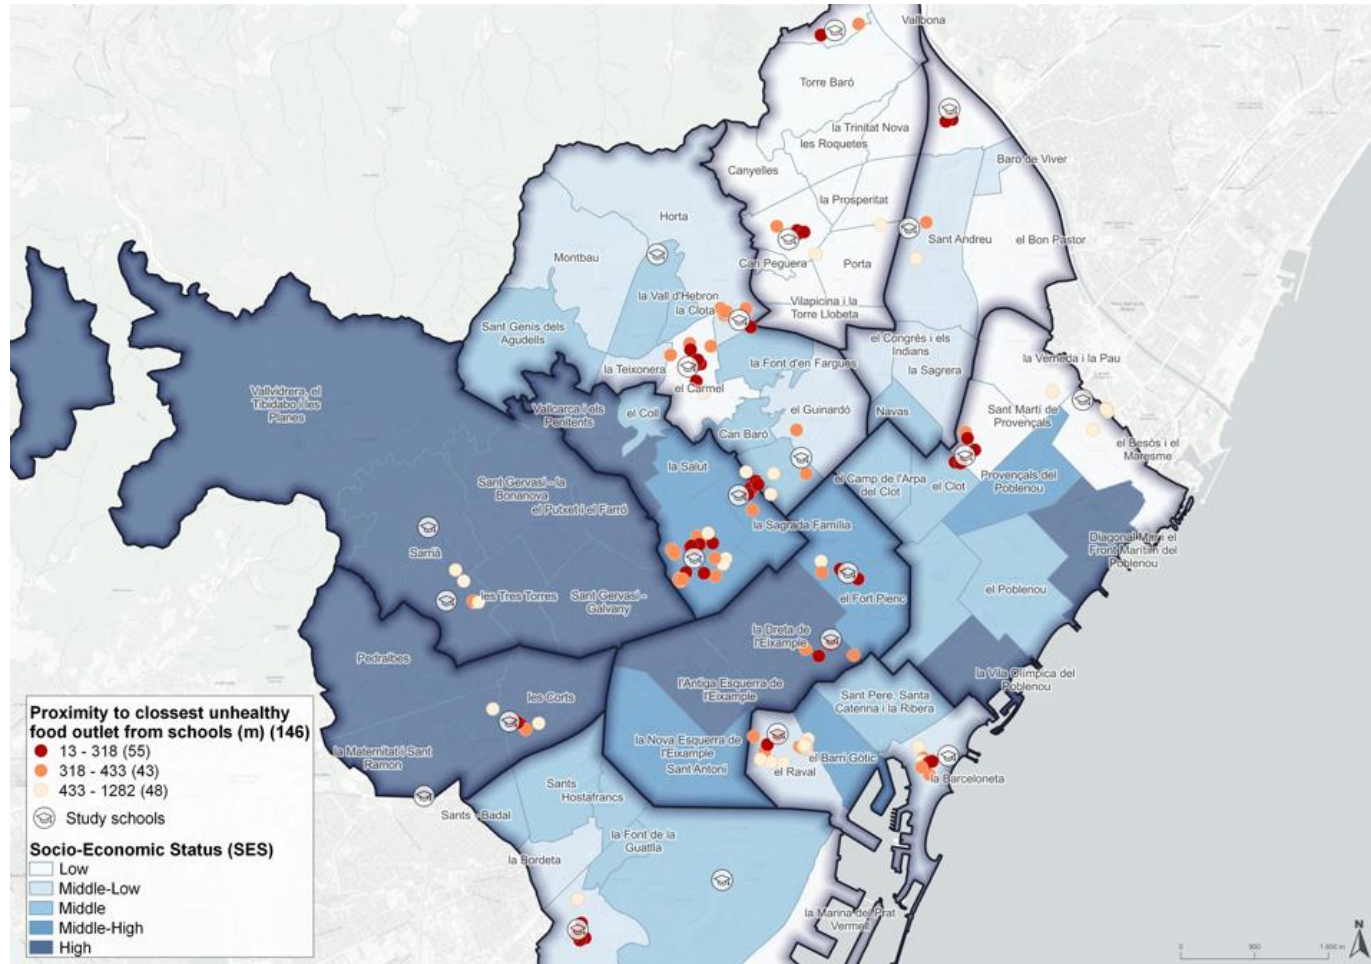 Vallbona
Torre Baró
la Trinitat Nova
les Roquetes
Baró de Viver
Canyelles
la Prosperitat
Horta
Sant Andreu
el Bon Pastor
Montbau
Can Peguera
Porta
la Vall d'Hebron
la Clota
Vilapicina i la
Torre Llobeta
Sant Genís dels
Agudells
el Congrés i els
Indians
la Verneda i la Pau
la Teixonera
la Font d'en Fargues
la Sagrera
el Carmel
Vallvidrera, el
Tibidabo i les
Planes
Vallcarca i els
Penitents
el Coll
el Guinardó
Navas
Sant Martí de
Provençals
Can Baró
el Besòs i el
Maresme
la Salut
el Camp de l'Arpa
del Clot
el Clot
Provençals del
Poblenou
Sant Gervasi - la
Bonanova
el Putxet i el Farró
la Sagrada Família
Diagonal Mar i el
Front Marítim del
Poblenou
Sarrià
les Tres Torres
Sant Gervasi -
Galvany
el Fort Pienc
el Poblenou
la Dreta de
l'Eixample
Pedralbes
l'Antiga Esquerra de
l'Eixample
la Vila Olímpica del
Poblenou
les Corts
Sant Pere, Santa
Caterina i la Ribera
la Maternitat i Sant
Ramon
la Nova Esquerra de
l'Eixample
Sant Antoni
el Raval
el Barri Gòtic
la Barceloneta
Sants
Hostafrancs
Sants - Badal
la Font de la
Guatlla
la Bordeta
la Marina del Prat
Vermell
Proximity to clossest unhealthy
food outlet from schools (m) (146)
13 - 318 (55)
318 - 433 (43)
433 - 1282 (48)
Study schools
Socio-Economic Status (SES)
Low
Middle-Low
Middle
Middle-High
High
N
0